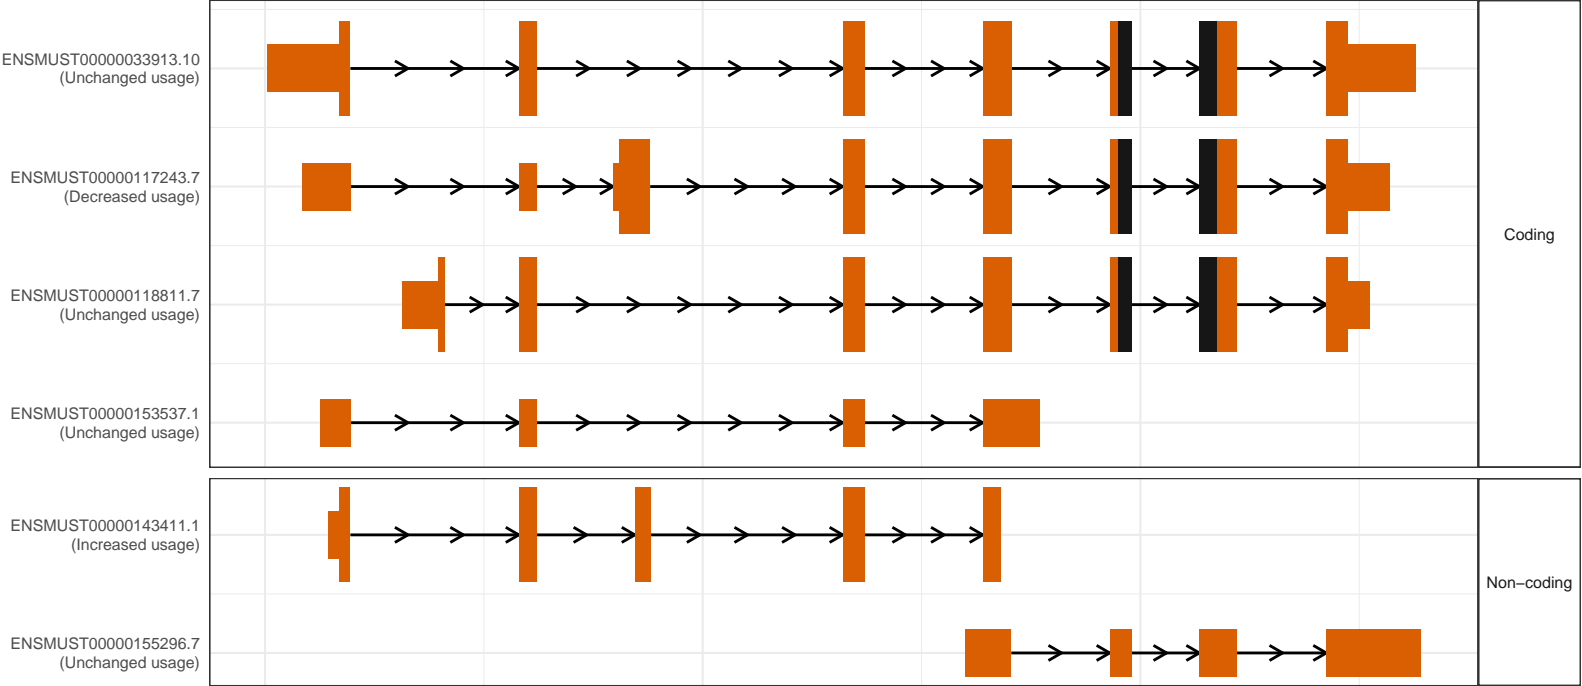 ENSMUST00000033913.10
(Unchanged usage)
ENSMUST00000117243.7
(Decreased usage)
ENSMUST00000118811.7
(Unchanged usage)
ENSMUST00000153537.1
(Unchanged usage)
Coding
ENSMUST00000143411.1
(Increased usage)
ENSMUST00000155296.7
(Unchanged usage)
Non−coding